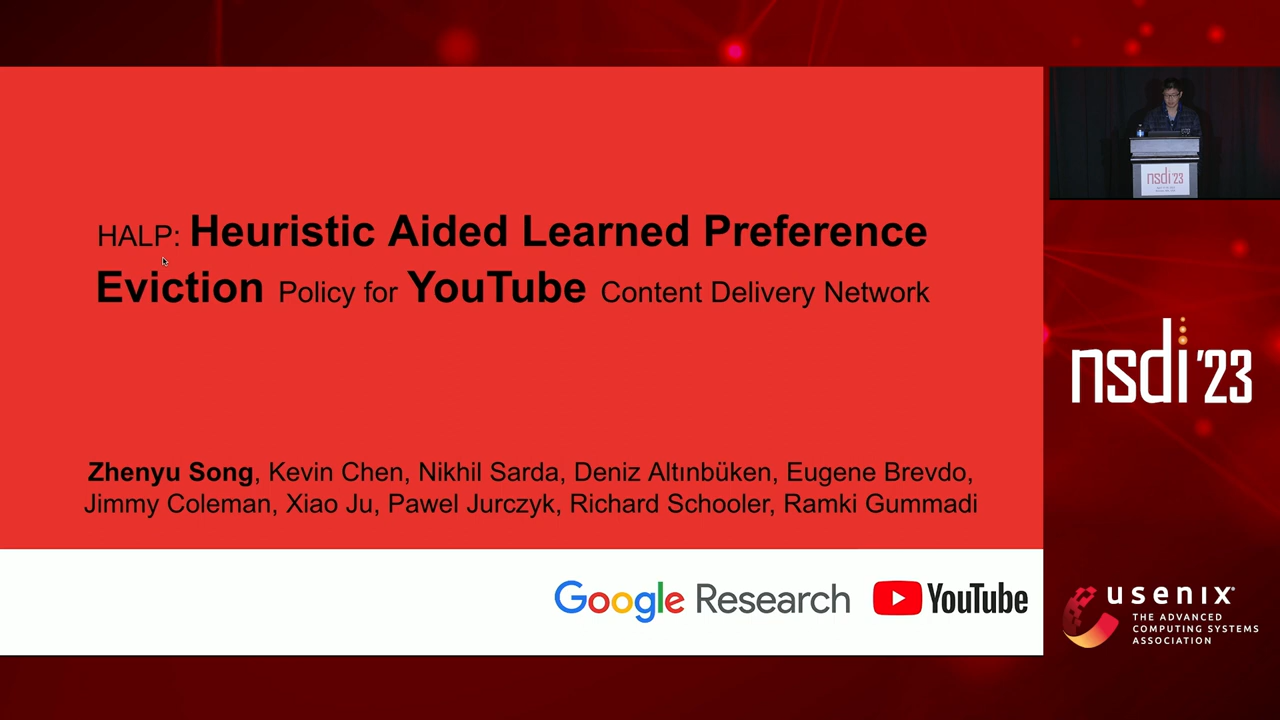 HALP: Heuristic Aided Learned Preference
Eviction Policy for YouTube Content Delivery Network
Zhenyu Song, Kevin Chen, Nikhil Sarda, Deniz Altınbüken, Eugene Brevdo,
Jimmy Coleman, Xiao Ju, Pawel Jurczyk, Richard Schooler, Ramki Gummadi
Google Research
YouTube
nsdi'23
nsdi '23
usenix®
THE ADVANCED
COMPUTING SYSTEMS
ASSOCIATION